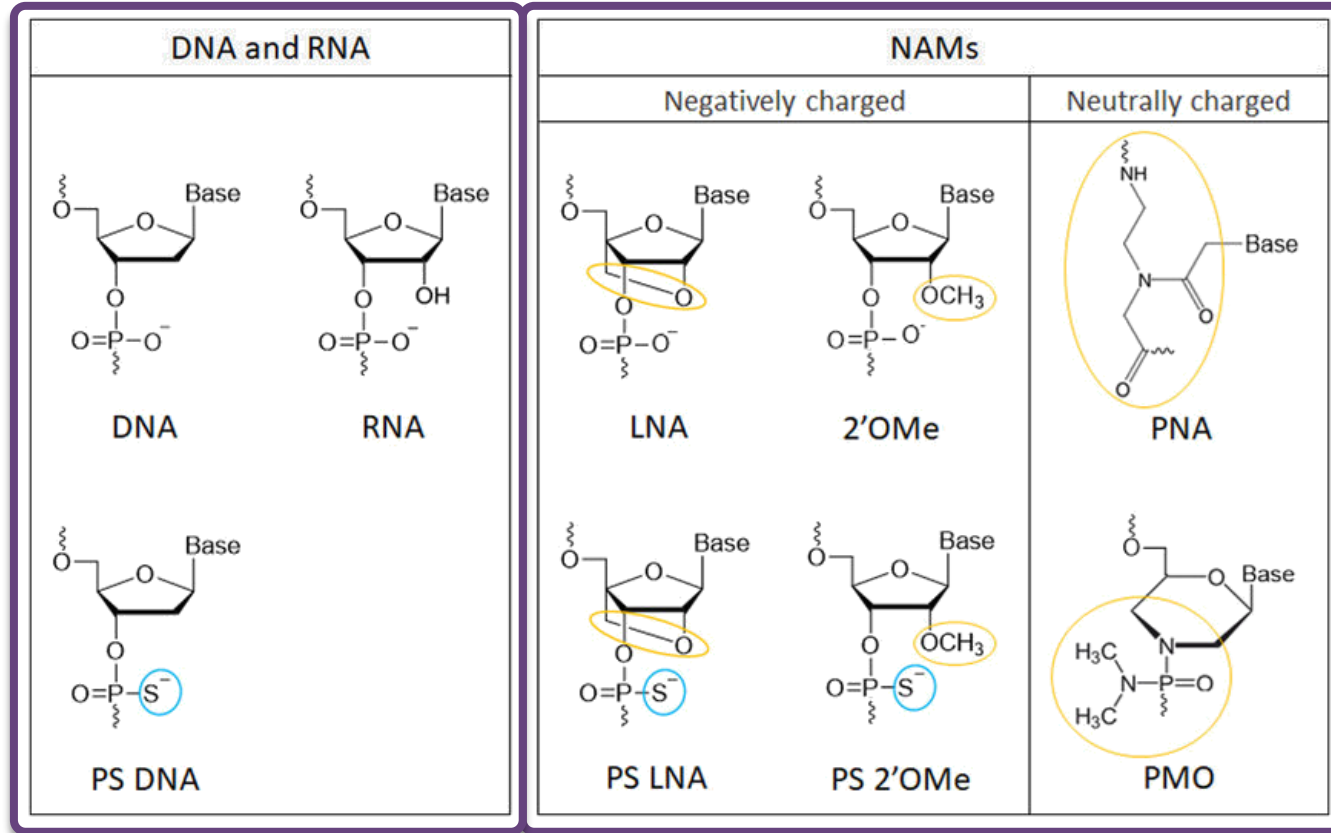 DNA and RNA
Base
O
O
O
O=P–O⁻
DNA
Base
O
O
O
OH
O=P–O⁻
RNA
Base
O
O
O
O=P–S⁻
PS DNA
NAMs
Negatively charged
Neutrally charged
Base
O
O
O
O
O=P–O⁻
LNA
Base
O
O
O
OCH₃
O=P–O⁻
2'OMe
NH
Base
N
O
O
PNA
Base
O
O
O
O
O=P–S⁻
PS LNA
Base
O
O
O
OCH₃
O=P–S⁻
PS 2'OMe
O
O
Base
N
H₃C
N–P=O
H₃C
PMO